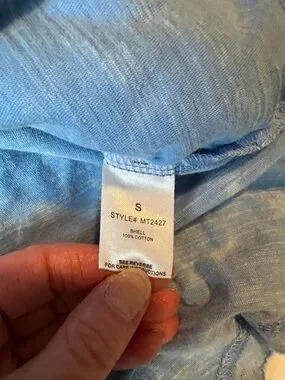 S
STYLE# MT2427
SHELL
100% COTTON
SEE REVERSE
FOR CARE INSTRUCTIONS